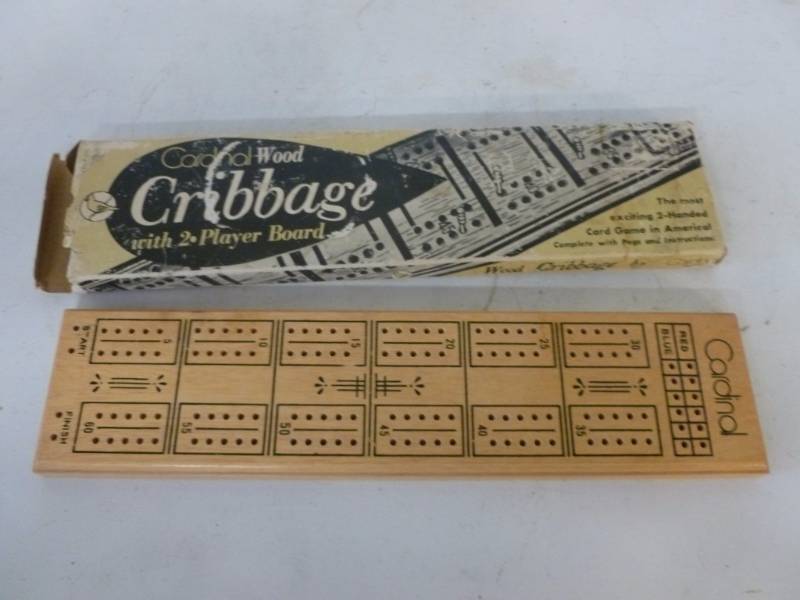 Cardinal Wood
Cribbage
with 2•Player Board
The most
exciting 2-Handed
Card Game in America!
Complete with Pegs and Instructions
Wood Cribbage by
START
5
10
15
20
25
30
RED
BLUE
Cardinal
FINISH
60
55
50
45
40
35